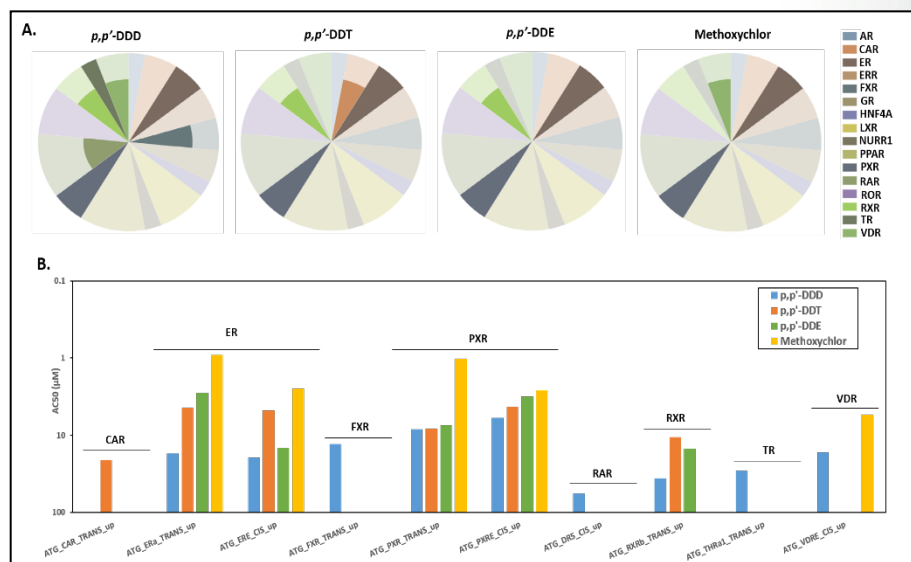 A.
p,p'-DDD
p,p'-DDT
p,p'-DDE
Methoxychlor
AR
CAR
ER
ERR
FXR
GR
HNF4A
LXR
NURR1
PPAR
PXR
RAR
ROR
RXR
TR
VDR
B.
0.1
1
10
100
AC50 (µM)
CAR
ER
FXR
PXR
RAR
RXR
TR
VDR
p,p'-DDD
p,p'-DDT
p,p'-DDE
Methoxychlor
ATG_CAR_TRANS_up
ATG_ERa_TRANS_up
ATG_ERE_CIS_up
ATG_FXR_TRANS_up
ATG_PXR_TRANS_up
ATG_PXRE_CIS_up
ATG_DR5_CIS_up
ATG_RXRb_TRANS_up
ATG_THRa1_TRANS_up
ATG_VDRE_CIS_up